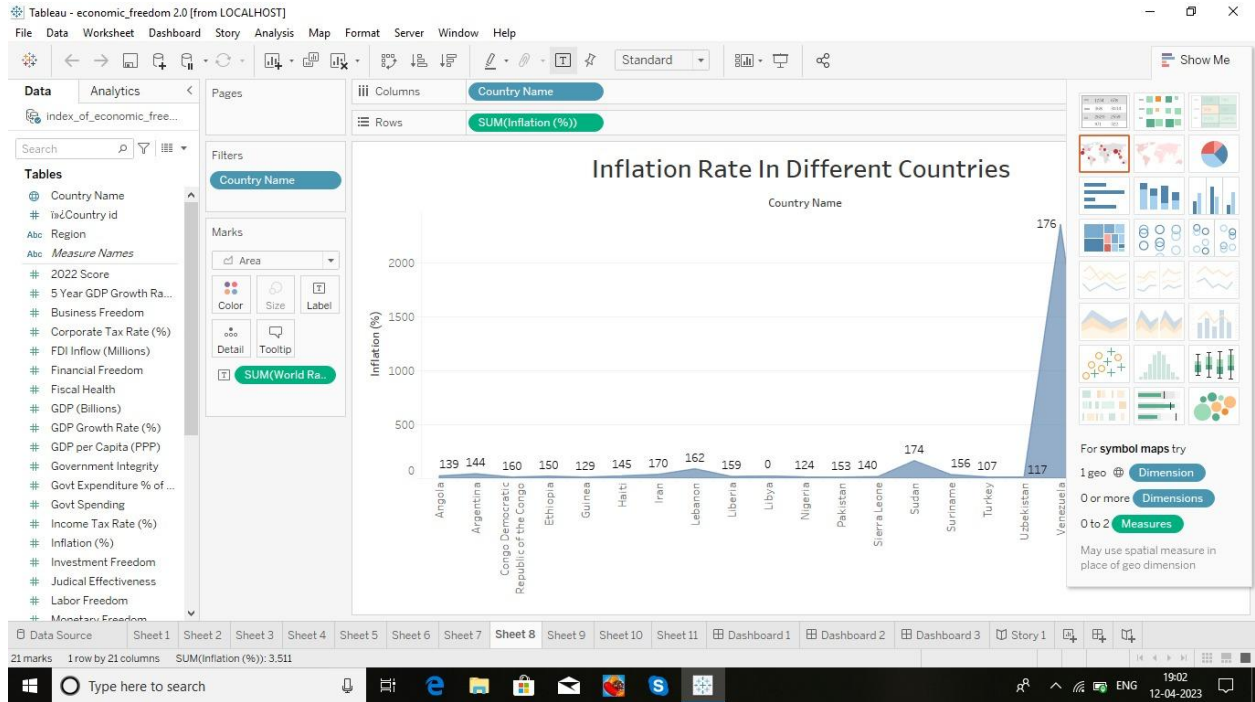 Tableau - economic_freedom 2.0 [from LOCALHOST]
File Data Worksheet Dashboard Story Analysis Map Format Server Window Help
Standard
Show Me
Data Analytics
index_of_economic_free...
Search
Tables
Country Name
ï»¿Country id
Abc Region
Abc Measure Names
# 2022 Score
# 5 Year GDP Growth Ra...
# Business Freedom
# Corporate Tax Rate (%)
# FDI Inflow (Millions)
# Financial Freedom
# Fiscal Health
# GDP (Billions)
# GDP Growth Rate (%)
# GDP per Capita (PPP)
# Government Integrity
# Govt Expenditure % of ...
# Govt Spending
# Income Tax Rate (%)
# Inflation (%)
# Investment Freedom
# Judical Effectiveness
# Labor Freedom
# Monetary Freedom
Pages
Filters
Country Name
Marks
Area
Color Size Label
Detail Tooltip
SUM(World Ra..
Columns Country Name
Rows SUM(Inflation (%))
Inflation Rate In Different Countries
Country Name
Inflation (%)
2000
1500
1000
500
0
139 144 160 150 129 145 170 162 159 0 124 153 140 174 156 107 117 176
Angola
Argentina
Congo Democratic
Republic of the Congo
Ethiopia
Guinea
Haiti
Iran
Lebanon
Liberia
Libya
Nigeria
Pakistan
Sierra Leone
Sudan
Suriname
Turkey
Uzbekistan
Venezuela
For symbol maps try
1 geo Dimension
0 or more Dimensions
0 to 2 Measures
May use spatial measure in
place of geo dimension
Data Source Sheet 1 Sheet 2 Sheet 3 Sheet 4 Sheet 5 Sheet 6 Sheet 7 Sheet 8 Sheet 9 Sheet 10 Sheet 11 Dashboard 1 Dashboard 2 Dashboard 3 Story 1
21 marks 1 row by 21 columns SUM(Inflation (%)): 3,511
Type here to search
ENG
19:02
12-04-2023